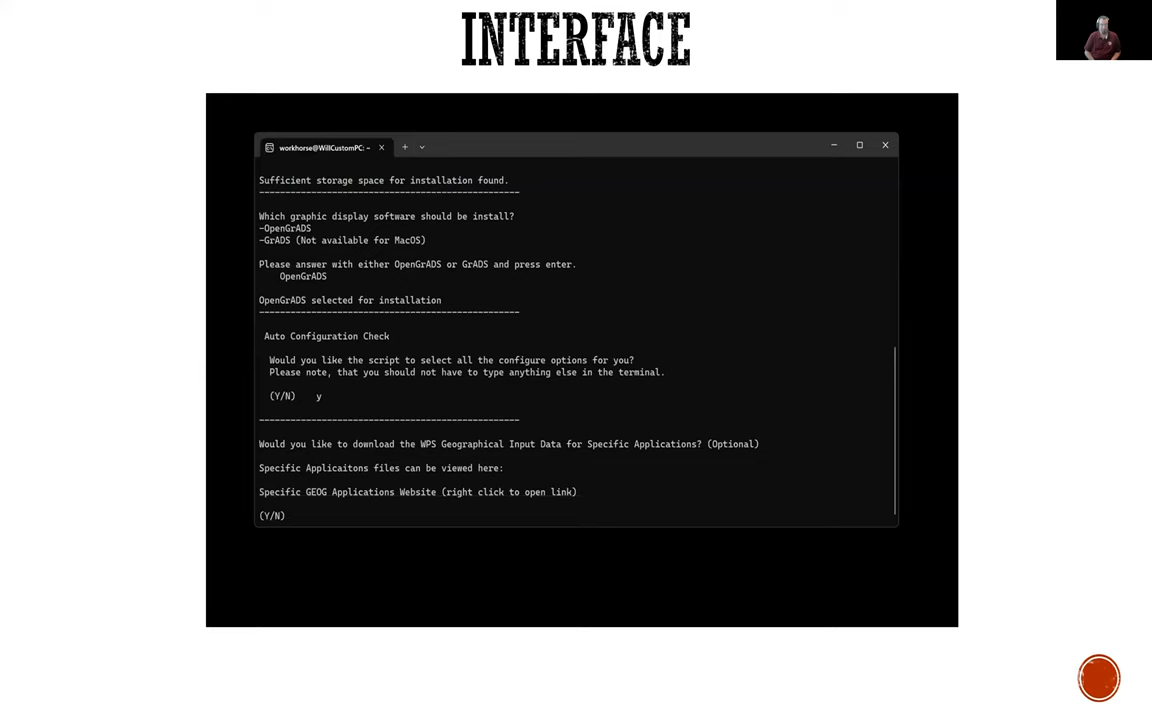 INTERFACE
workhorse@WillCustomPC: ~
Sufficient storage space for installation found.
--------------------------------------------------
Which graphic display software should be install?
-OpenGrADS
-GrADS (Not available for MacOS)
Please answer with either OpenGrADS or GrADS and press enter.
OpenGrADS
OpenGrADS selected for installation
--------------------------------------------------
Auto Configuration Check
Would you like the script to select all the configure options for you?
Please note, that you should not have to type anything else in the terminal.
(Y/N)    y
--------------------------------------------------
Would you like to download the WPS Geographical Input Data for Specific Applications? (Optional)
Specific Applicaitons files can be viewed here:
Specific GEOG Applications Website (right click to open link)
(Y/N)